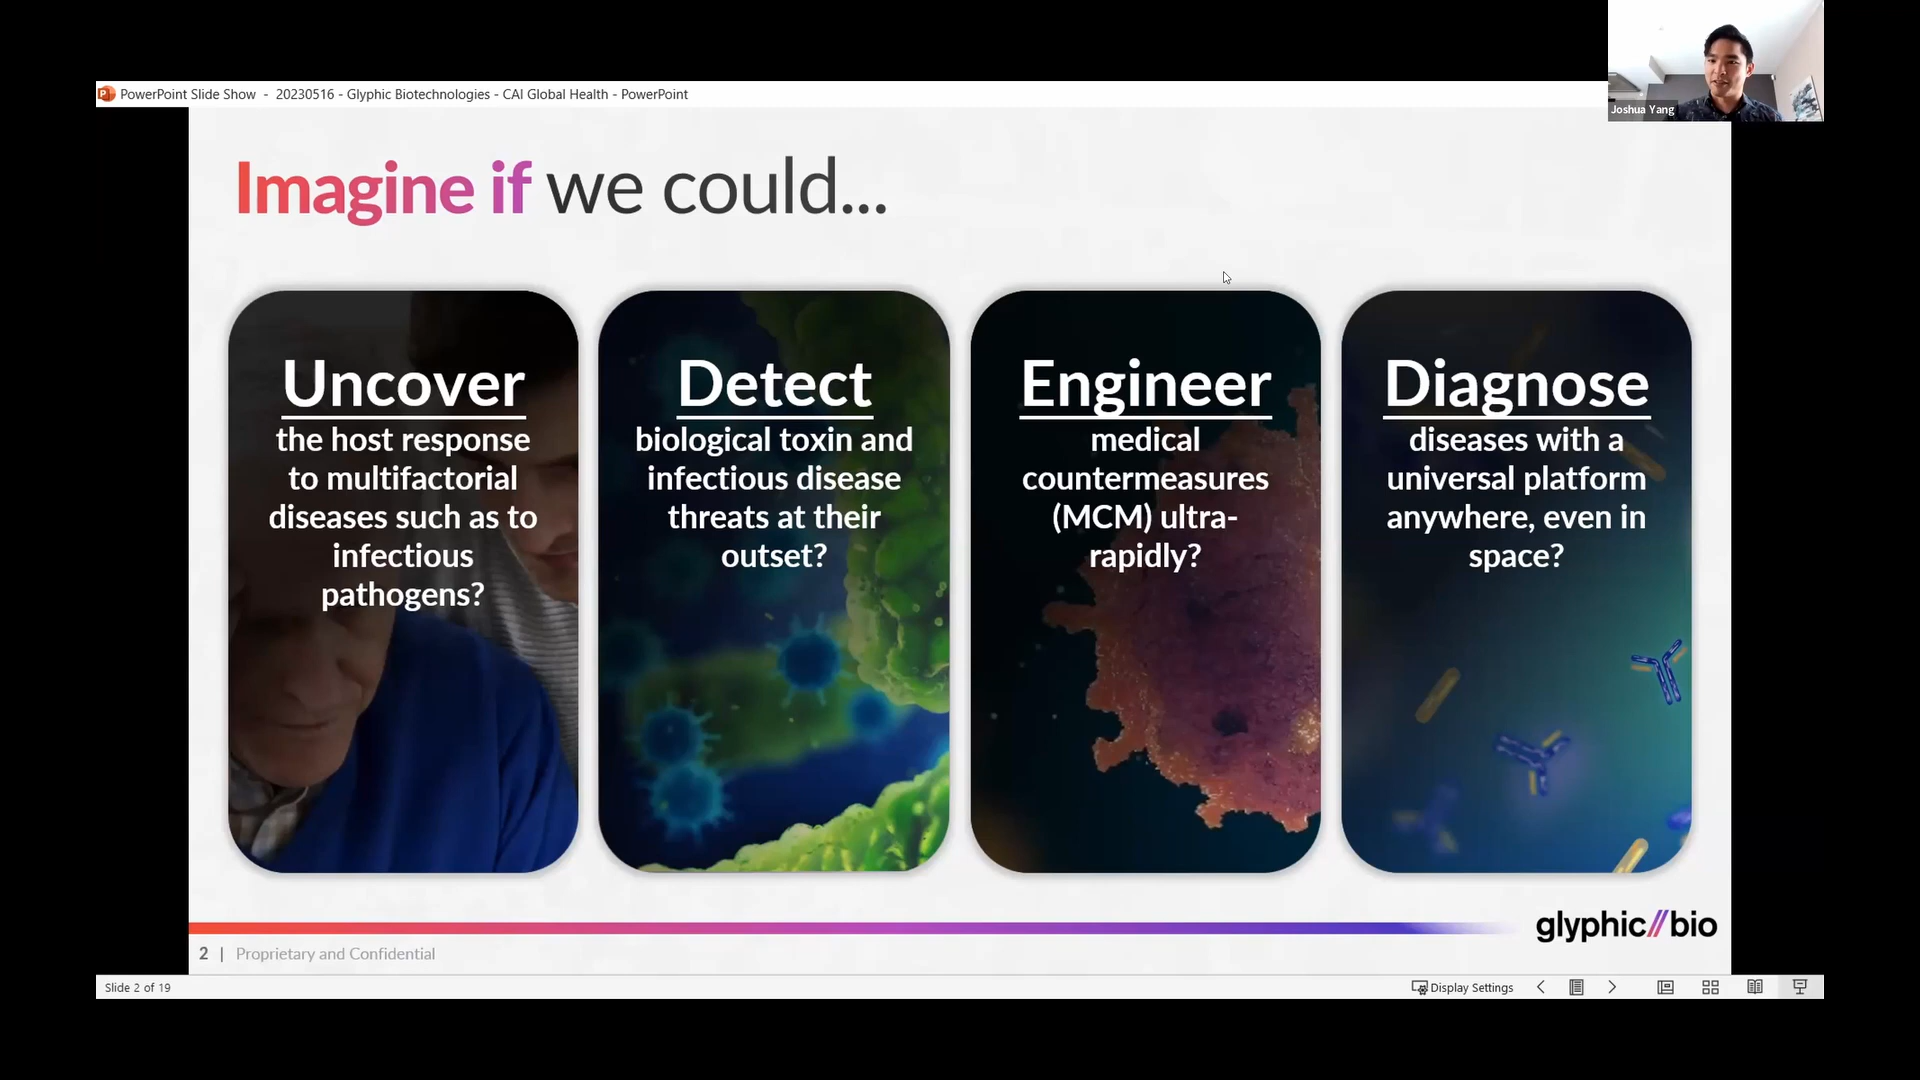 Joshua Yang
PowerPoint Slide Show - 20230516 - Glyphic Biotechnologies - CAI Global Health - PowerPoint
Imagine if we could...
Uncover
the host response
to multifactorial
diseases such as to
infectious
pathogens?
Detect
biological toxin and
infectious disease
threats at their
outset?
Engineer
medical
countermeasures
(MCM) ultra-
rapidly?
Diagnose
diseases with a
universal platform
anywhere, even in
space?
glyphic//bio
2 | Proprietary and Confidential
Slide 2 of 19
Display Settings